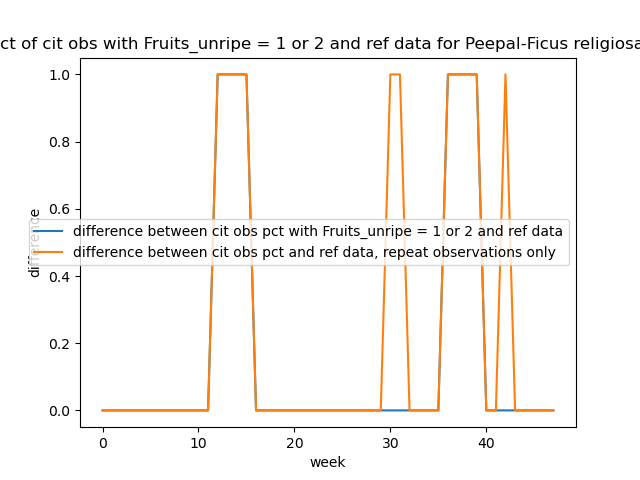 ct of cit obs with Fruits_unripe = 1 or 2 and ref data for Peepal-Ficus religiosa
1.0
0.8
0.6
difference
difference between cit obs pct with Fruits_unripe = 1 or 2 and ref data
difference between cit obs pct and ref data, repeat observations only
0.4
0.2
0.0
0 10 20 30 40
week